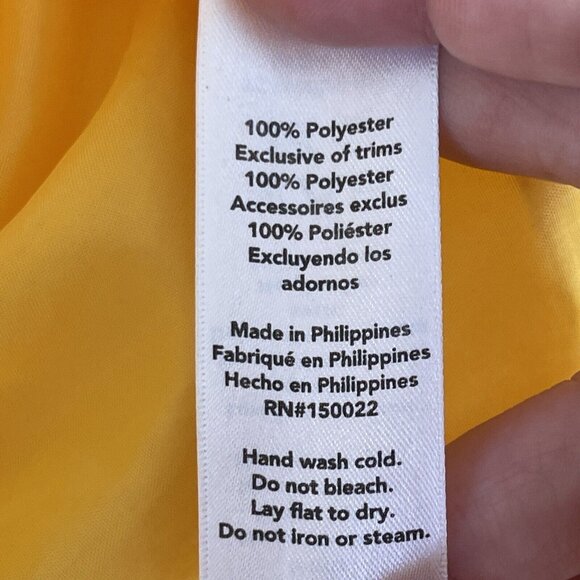 100% Polyester
Exclusive of trims
100% Polyester
Accessoires exclus
100% Poliéster
Excluyendo los
adornos
Made in Philippines
Fabriqué en Philippines
Hecho en Philippines
RN#150022
Hand wash cold.
Do not bleach.
Lay flat to dry.
Do not iron or steam.